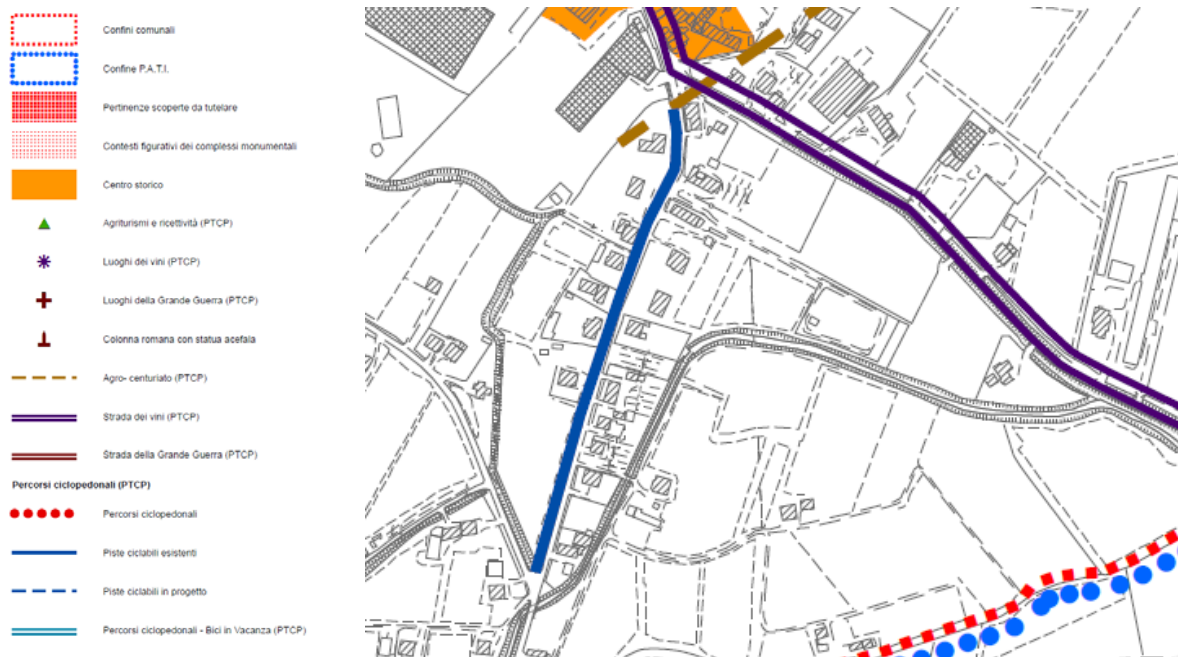 Confini comunali
Confine P.A.T.I.
Pertinenze scoperte da tutelare
Contesti figurativi dei complessi monumentali
Centro storico
Agriturismi e ricettività (PTCP)
Luoghi dei vini (PTCP)
Luoghi della Grande Guerra (PTCP)
Colonna romana con statua acefala
Agro- centuriato (PTCP)
Strada dei vini (PTCP)
Strada della Grande Guerra (PTCP)
Percorsi ciclopedonali (PTCP)
Percorsi ciclopedonali
Piste ciclabili esistenti
Piste ciclabili in progetto
Percorsi ciclopedonali - Bici in Vacanza (PTCP)